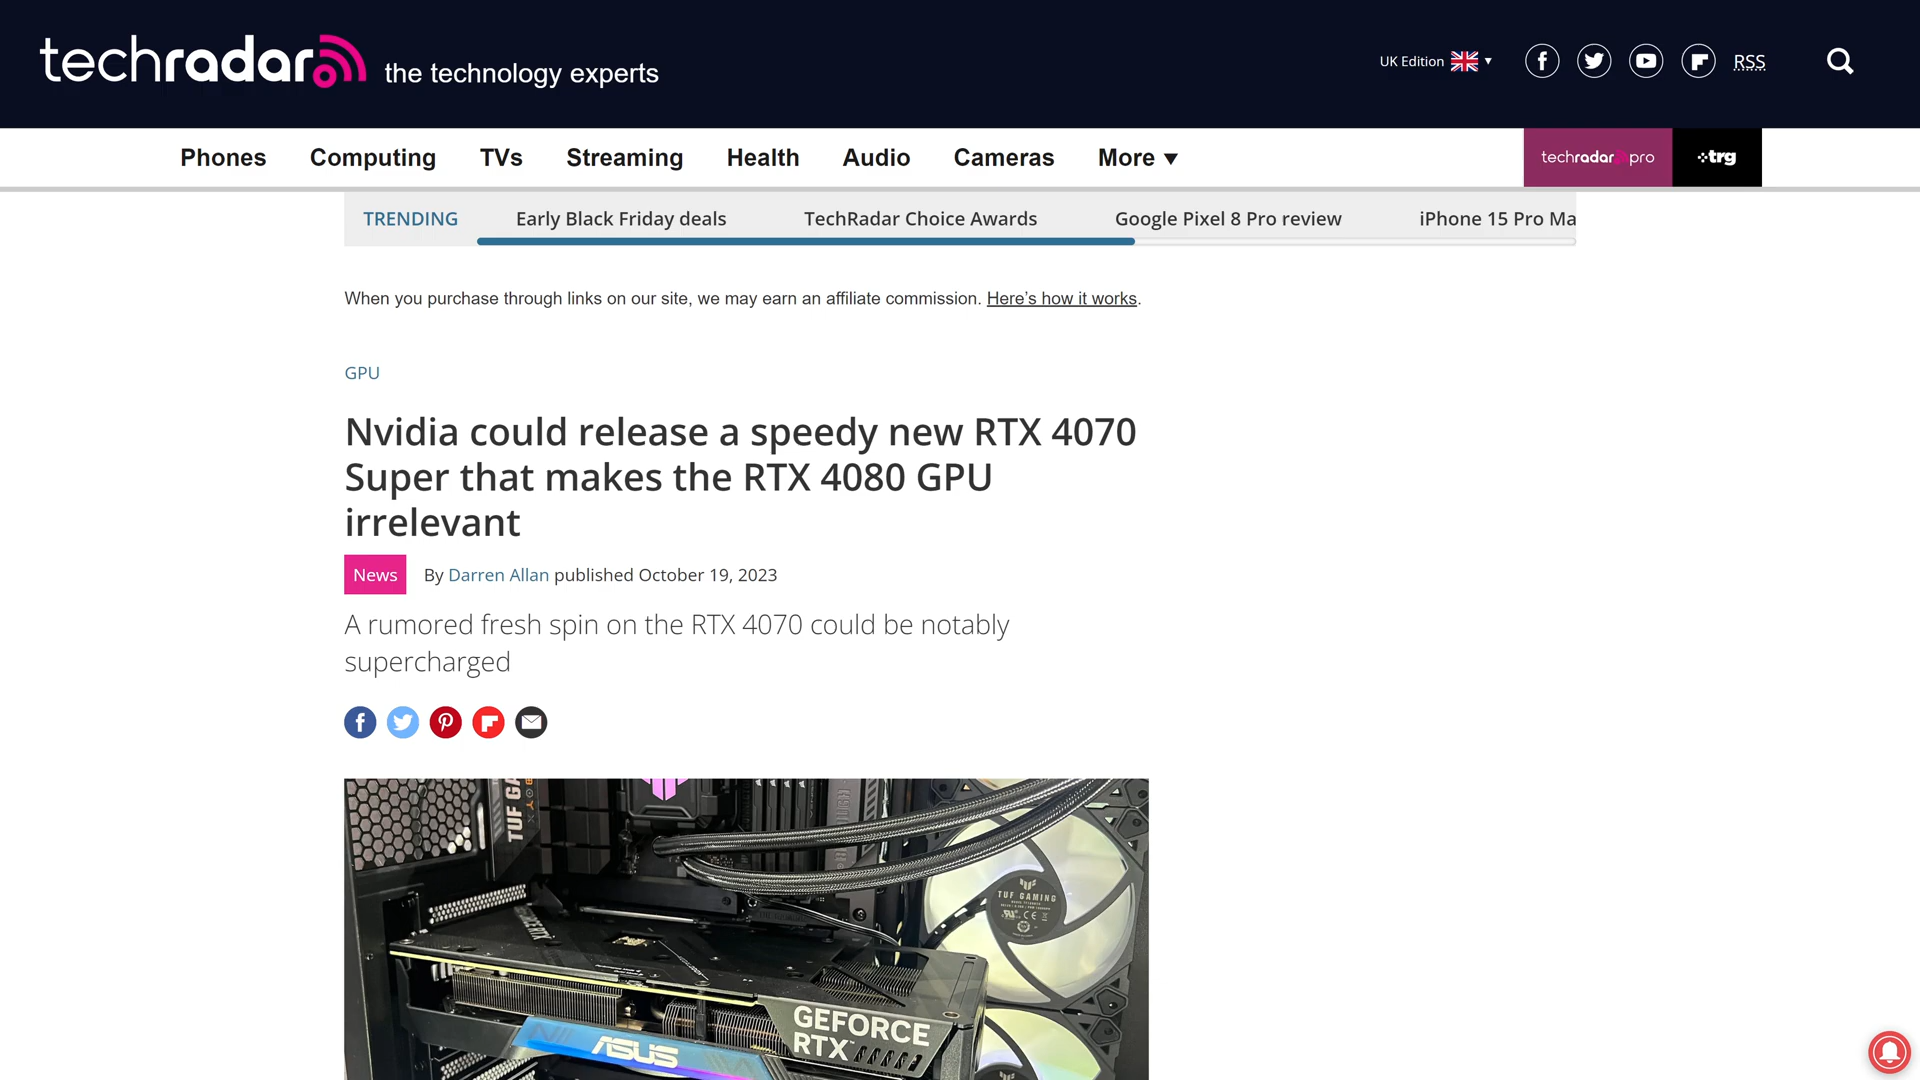 techradar the technology experts
UK Edition
RSS
Phones Computing TVs Streaming Health Audio Cameras More
techradar pro
trg
TRENDING Early Black Friday deals TechRadar Choice Awards Google Pixel 8 Pro review iPhone 15 Pro Ma
When you purchase through links on our site, we may earn an affiliate commission. Here’s how it works.
GPU
Nvidia could release a speedy new RTX 4070
Super that makes the RTX 4080 GPU
irrelevant
News By Darren Allan published October 19, 2023
A rumored fresh spin on the RTX 4070 could be notably
supercharged
TUF GA
TUF GAMING
GEFORCE
RTX
ASUS